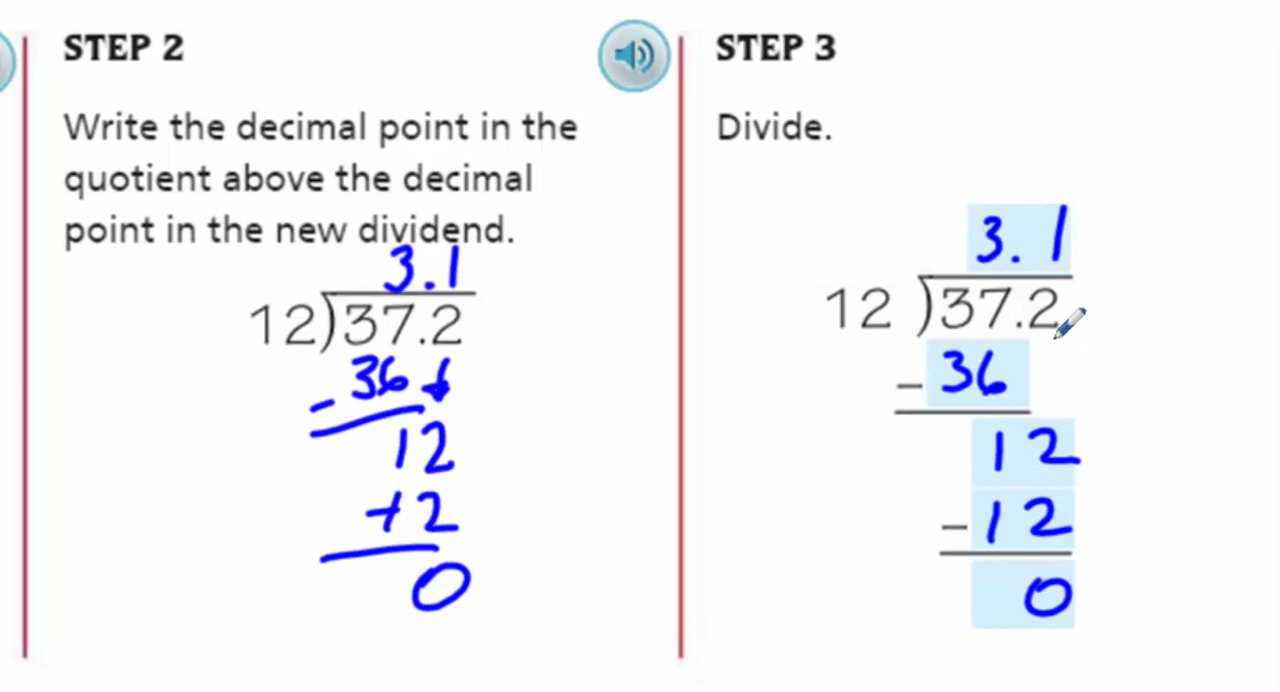 STEP 2
Write the decimal point in the
quotient above the decimal
point in the new dividend.
3.1
12)37.2
- 36
12
- 12
0
STEP 3
Divide.
3.1
12 )37.2
- 36
12
- 12
0